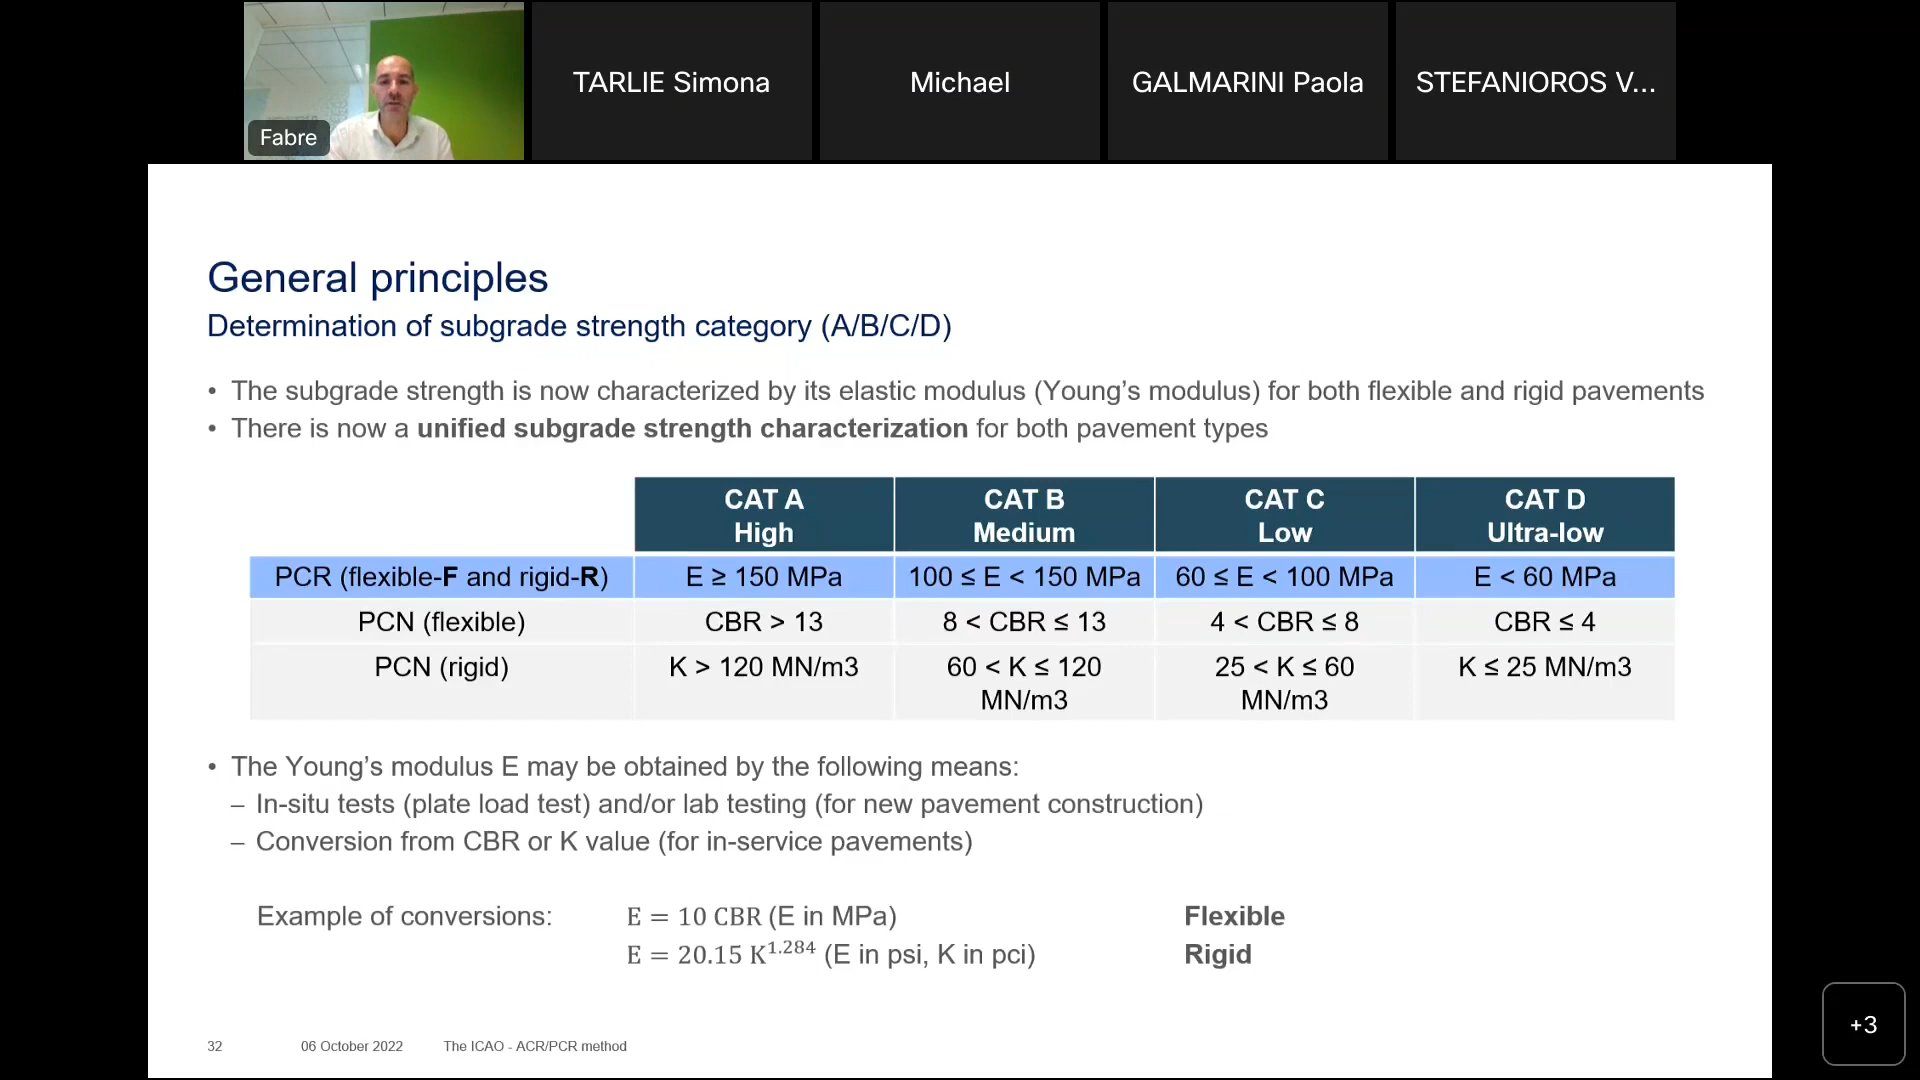 Fabre
TARLIE Simona
Michael
GALMARINI Paola
STEFANIOROS V...
General principles
Determination of subgrade strength category (A/B/C/D)
• The subgrade strength is now characterized by its elastic modulus (Young’s modulus) for both flexible and rigid pavements
• There is now a unified subgrade strength characterization for both pavement types
CAT A High CAT B Medium CAT C Low CAT D Ultra-low
PCR (flexible-F and rigid-R) E ≥ 150 MPa 100 ≤ E < 150 MPa 60 ≤ E < 100 MPa E < 60 MPa
PCN (flexible) CBR > 13 8 < CBR ≤ 13 4 < CBR ≤ 8 CBR ≤ 4
PCN (rigid) K > 120 MN/m3 60 < K ≤ 120 MN/m3 25 < K ≤ 60 MN/m3 K ≤ 25 MN/m3
• The Young’s modulus E may be obtained by the following means:
– In-situ tests (plate load test) and/or lab testing (for new pavement construction)
– Conversion from CBR or K value (for in-service pavements)
Example of conversions: E = 10 CBR (E in MPa) Flexible
E = 20.15 K^1.284 (E in psi, K in pci) Rigid
32 06 October 2022 The ICAO - ACR/PCR method
+3